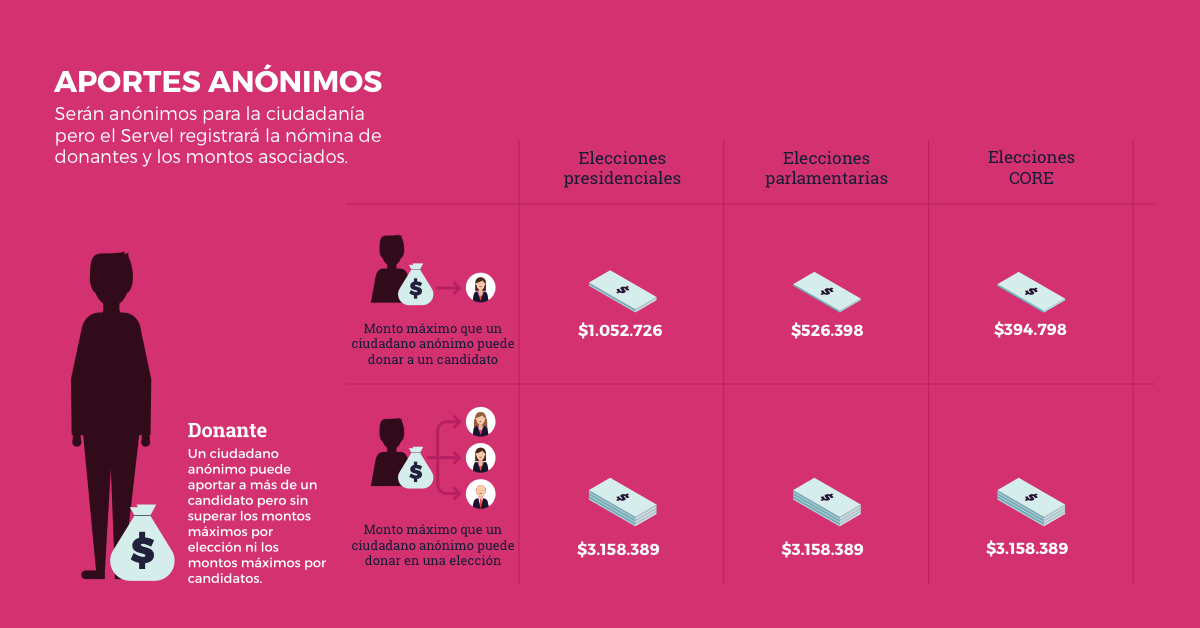 APORTES ANÓNIMOS
Serán anónimos para la ciudadanía
pero el Servel registrará la nómina de
donantes y los montos asociados.
Elecciones
presidenciales
Elecciones
parlamentarias
Elecciones
CORE
$
$
$
$
Monto máximo que un
ciudadano anónimo puede
donar a un candidato
$1.052.726
$526.398
$394.798
Donante
Un ciudadano
anónimo puede
aportar a más de un
candidato pero sin
superar los montos
máximos por
elección ni los
montos máximos por
candidatos.
$
$
$
$
$
Monto máximo que un
ciudadano anónimo puede
donar en una elección
$3.158.389
$3.158.389
$3.158.389